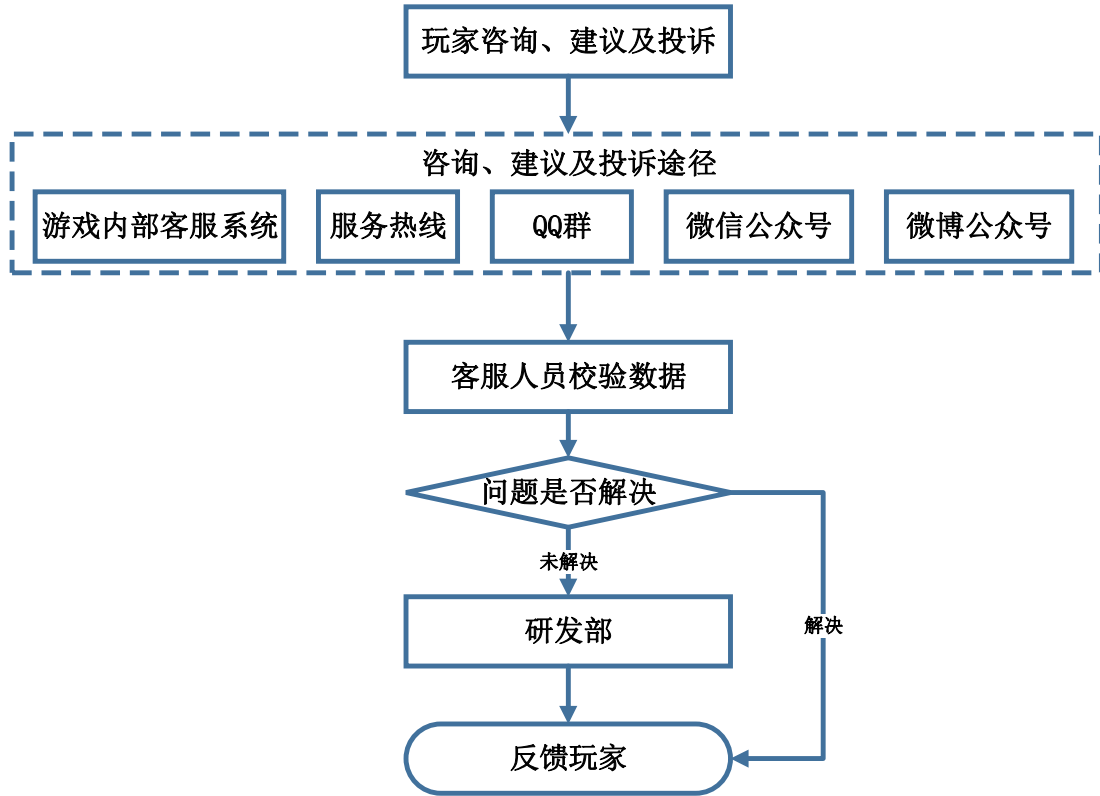 玩家咨询、建议及投诉
咨询、建议及投诉途径
游戏内部客服系统
服务热线
QQ群
微信公众号
微博公众号
客服人员校验数据
问题是否解决
未解决
研发部
解决
反馈玩家